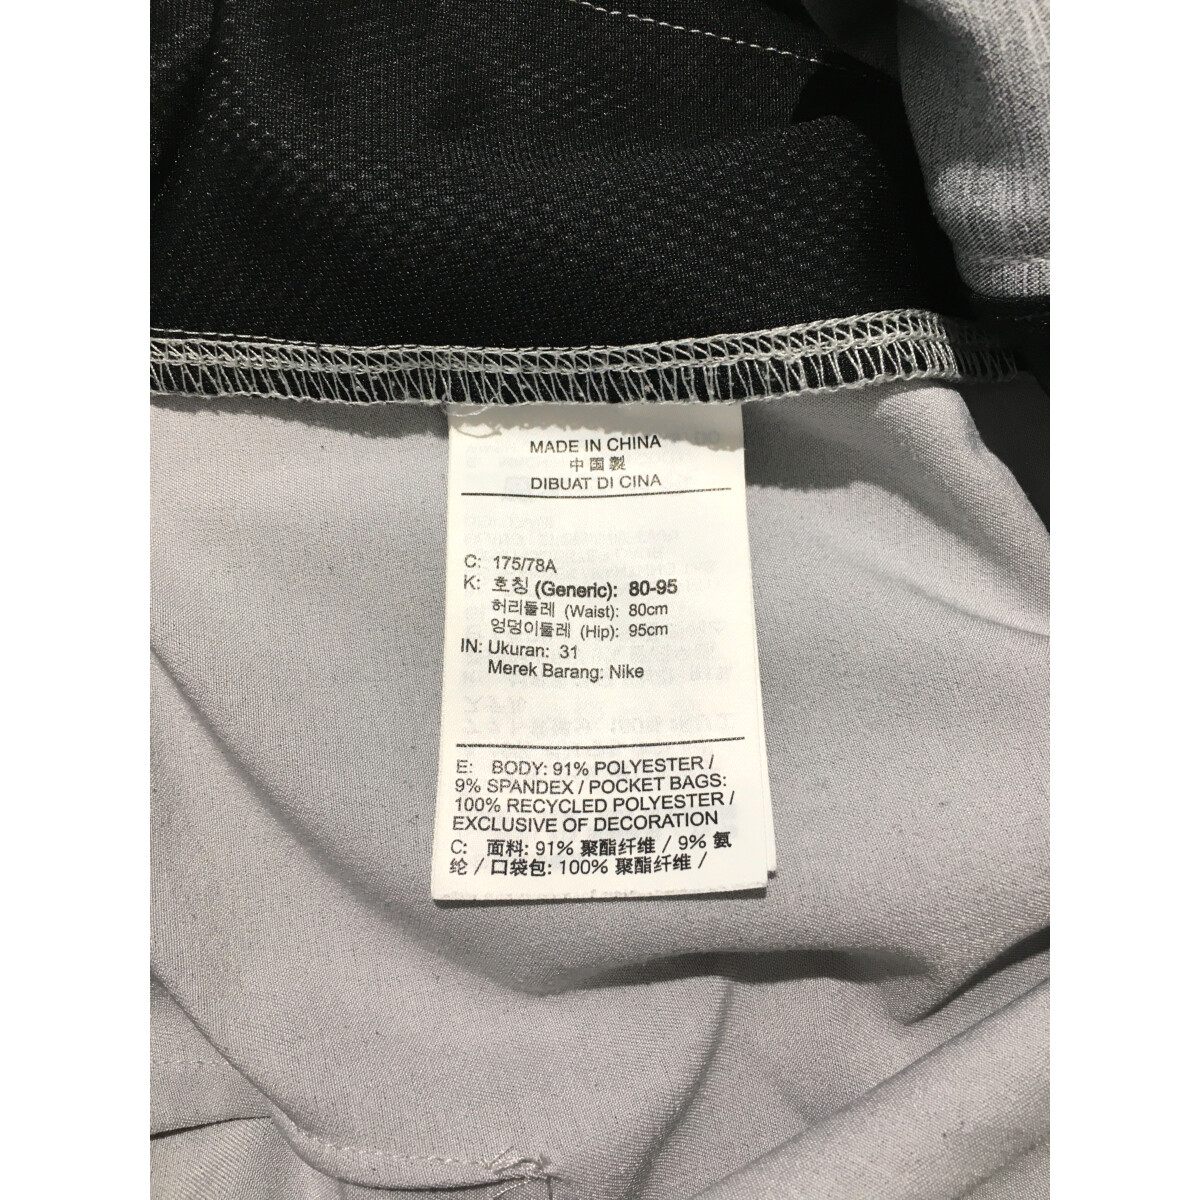 MADE IN CHINA
中国製
DIBUAT DI CINA
C: 175/78A
K: 호칭 (Generic): 80-95
허리둘레 (Waist): 80cm
엉덩이둘레 (Hip): 95cm
IN: Ukuran: 31
Merek Barang: Nike
E: BODY: 91% POLYESTER /
9% SPANDEX / POCKET BAGS:
100% RECYCLED POLYESTER /
EXCLUSIVE OF DECORATION
C: 面料: 91% 聚酯纤维 / 9% 氨
纶 / 口袋包: 100% 聚酯纤维 /